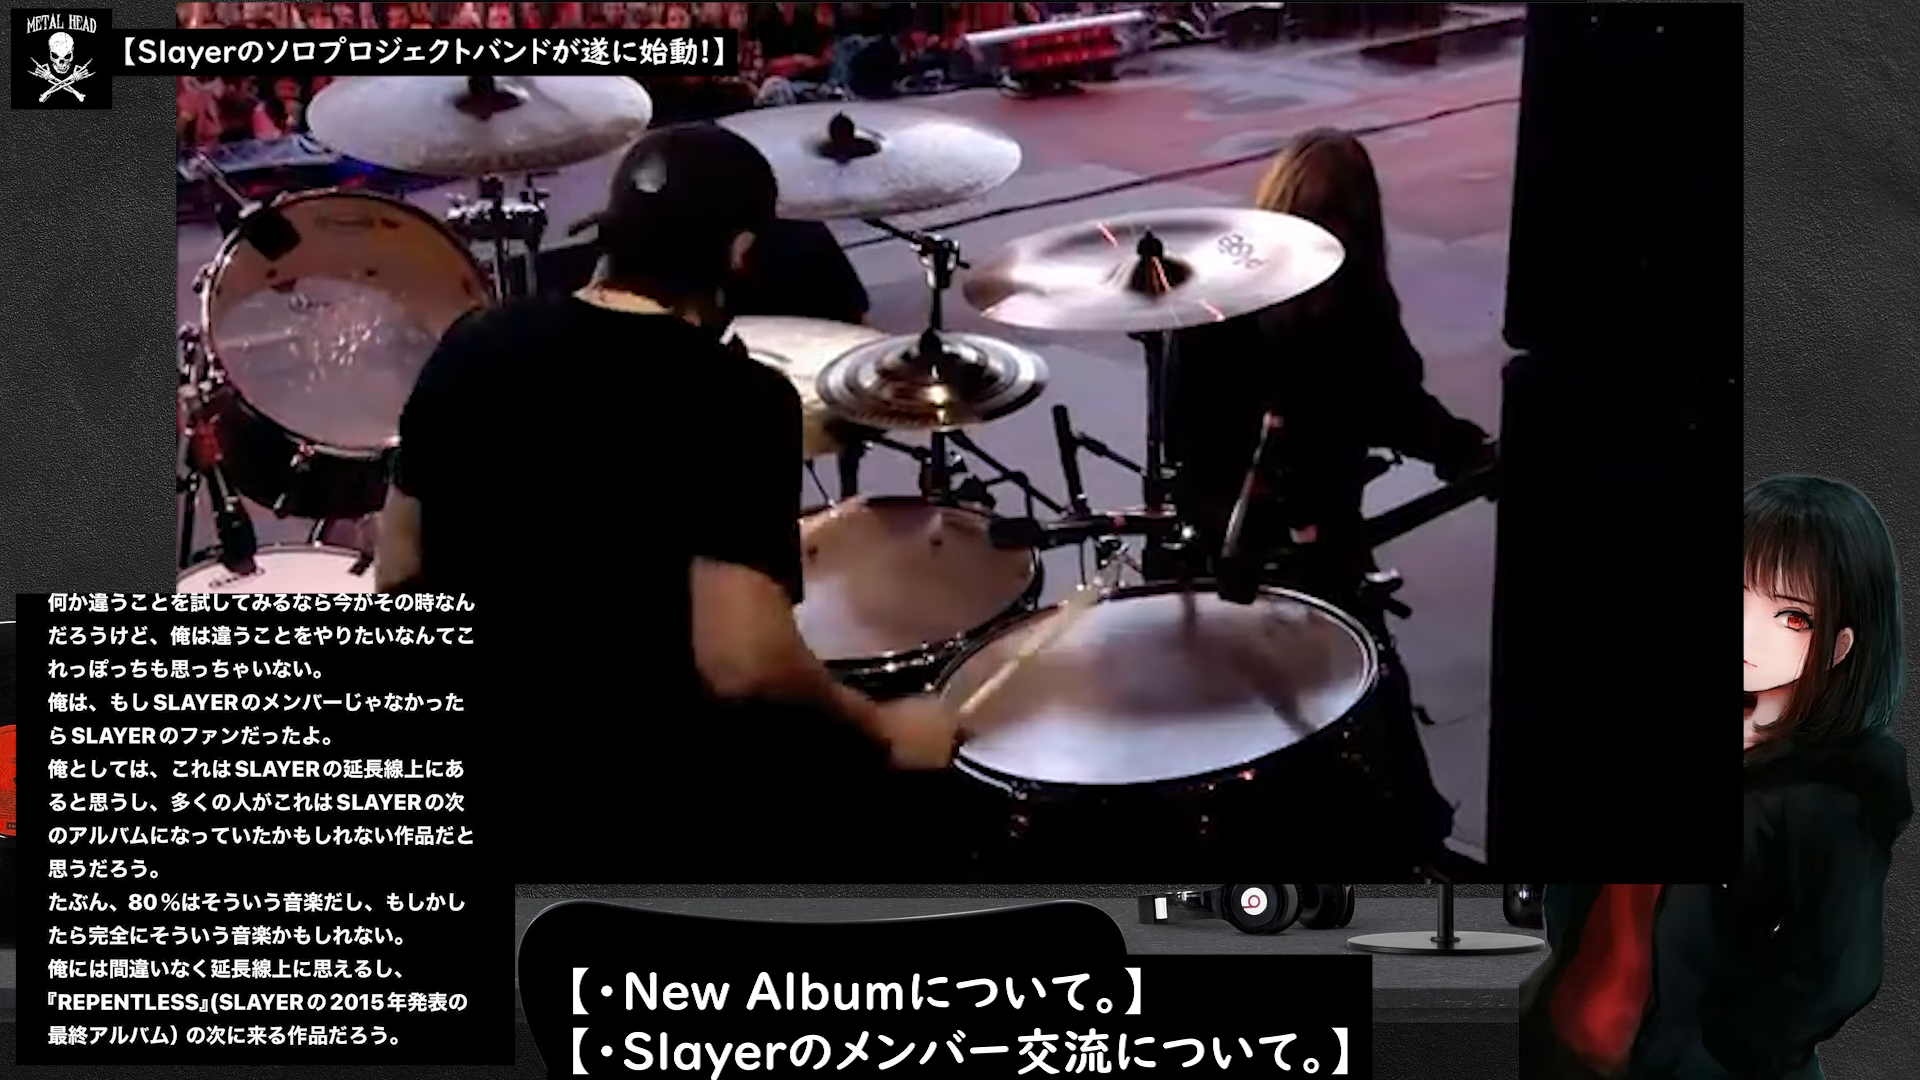 METAL HEAD
【Slayerのソロプロジェクトバンドが遂に始動!】
何か違うことを試してみるなら今がその時なん
だろうけど、俺は違うことをやりたいなんてこ
れっぽっちも思っちゃいない。
俺は、もしSLAYERのメンバーじゃなかった
らSLAYERのファンだったよ。
俺としては、これはSLAYERの延長線上にあ
ると思うし、多くの人がこれはSLAYERの次
のアルバムになっていたかもしれない作品だと
思うだろう。
たぶん、80%はそういう音楽だし、もしかし
たら完全にそういう音楽かもしれない。
俺には間違いなく延長線上に思えるし、
『REPENTLESS』(SLAYERの2015年発表の
最終アルバム) の次に来る作品だろう。
【・New Albumについて。】
【・Slayerのメンバー交流について。】